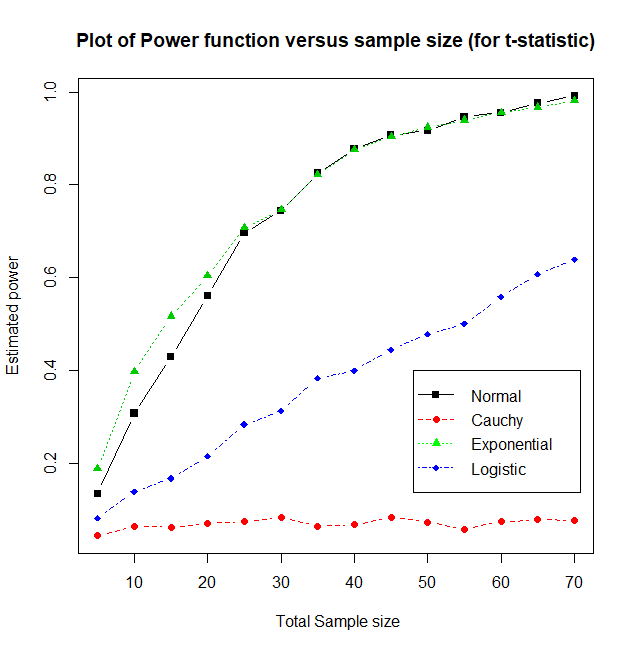 Plot of Power function versus sample size (for t-statistic)
Estimated power
1.0
0.8
0.6
0.4
0.2
Normal
Cauchy
Exponential
Logistic
10 20 30 40 50 60 70
Total Sample size